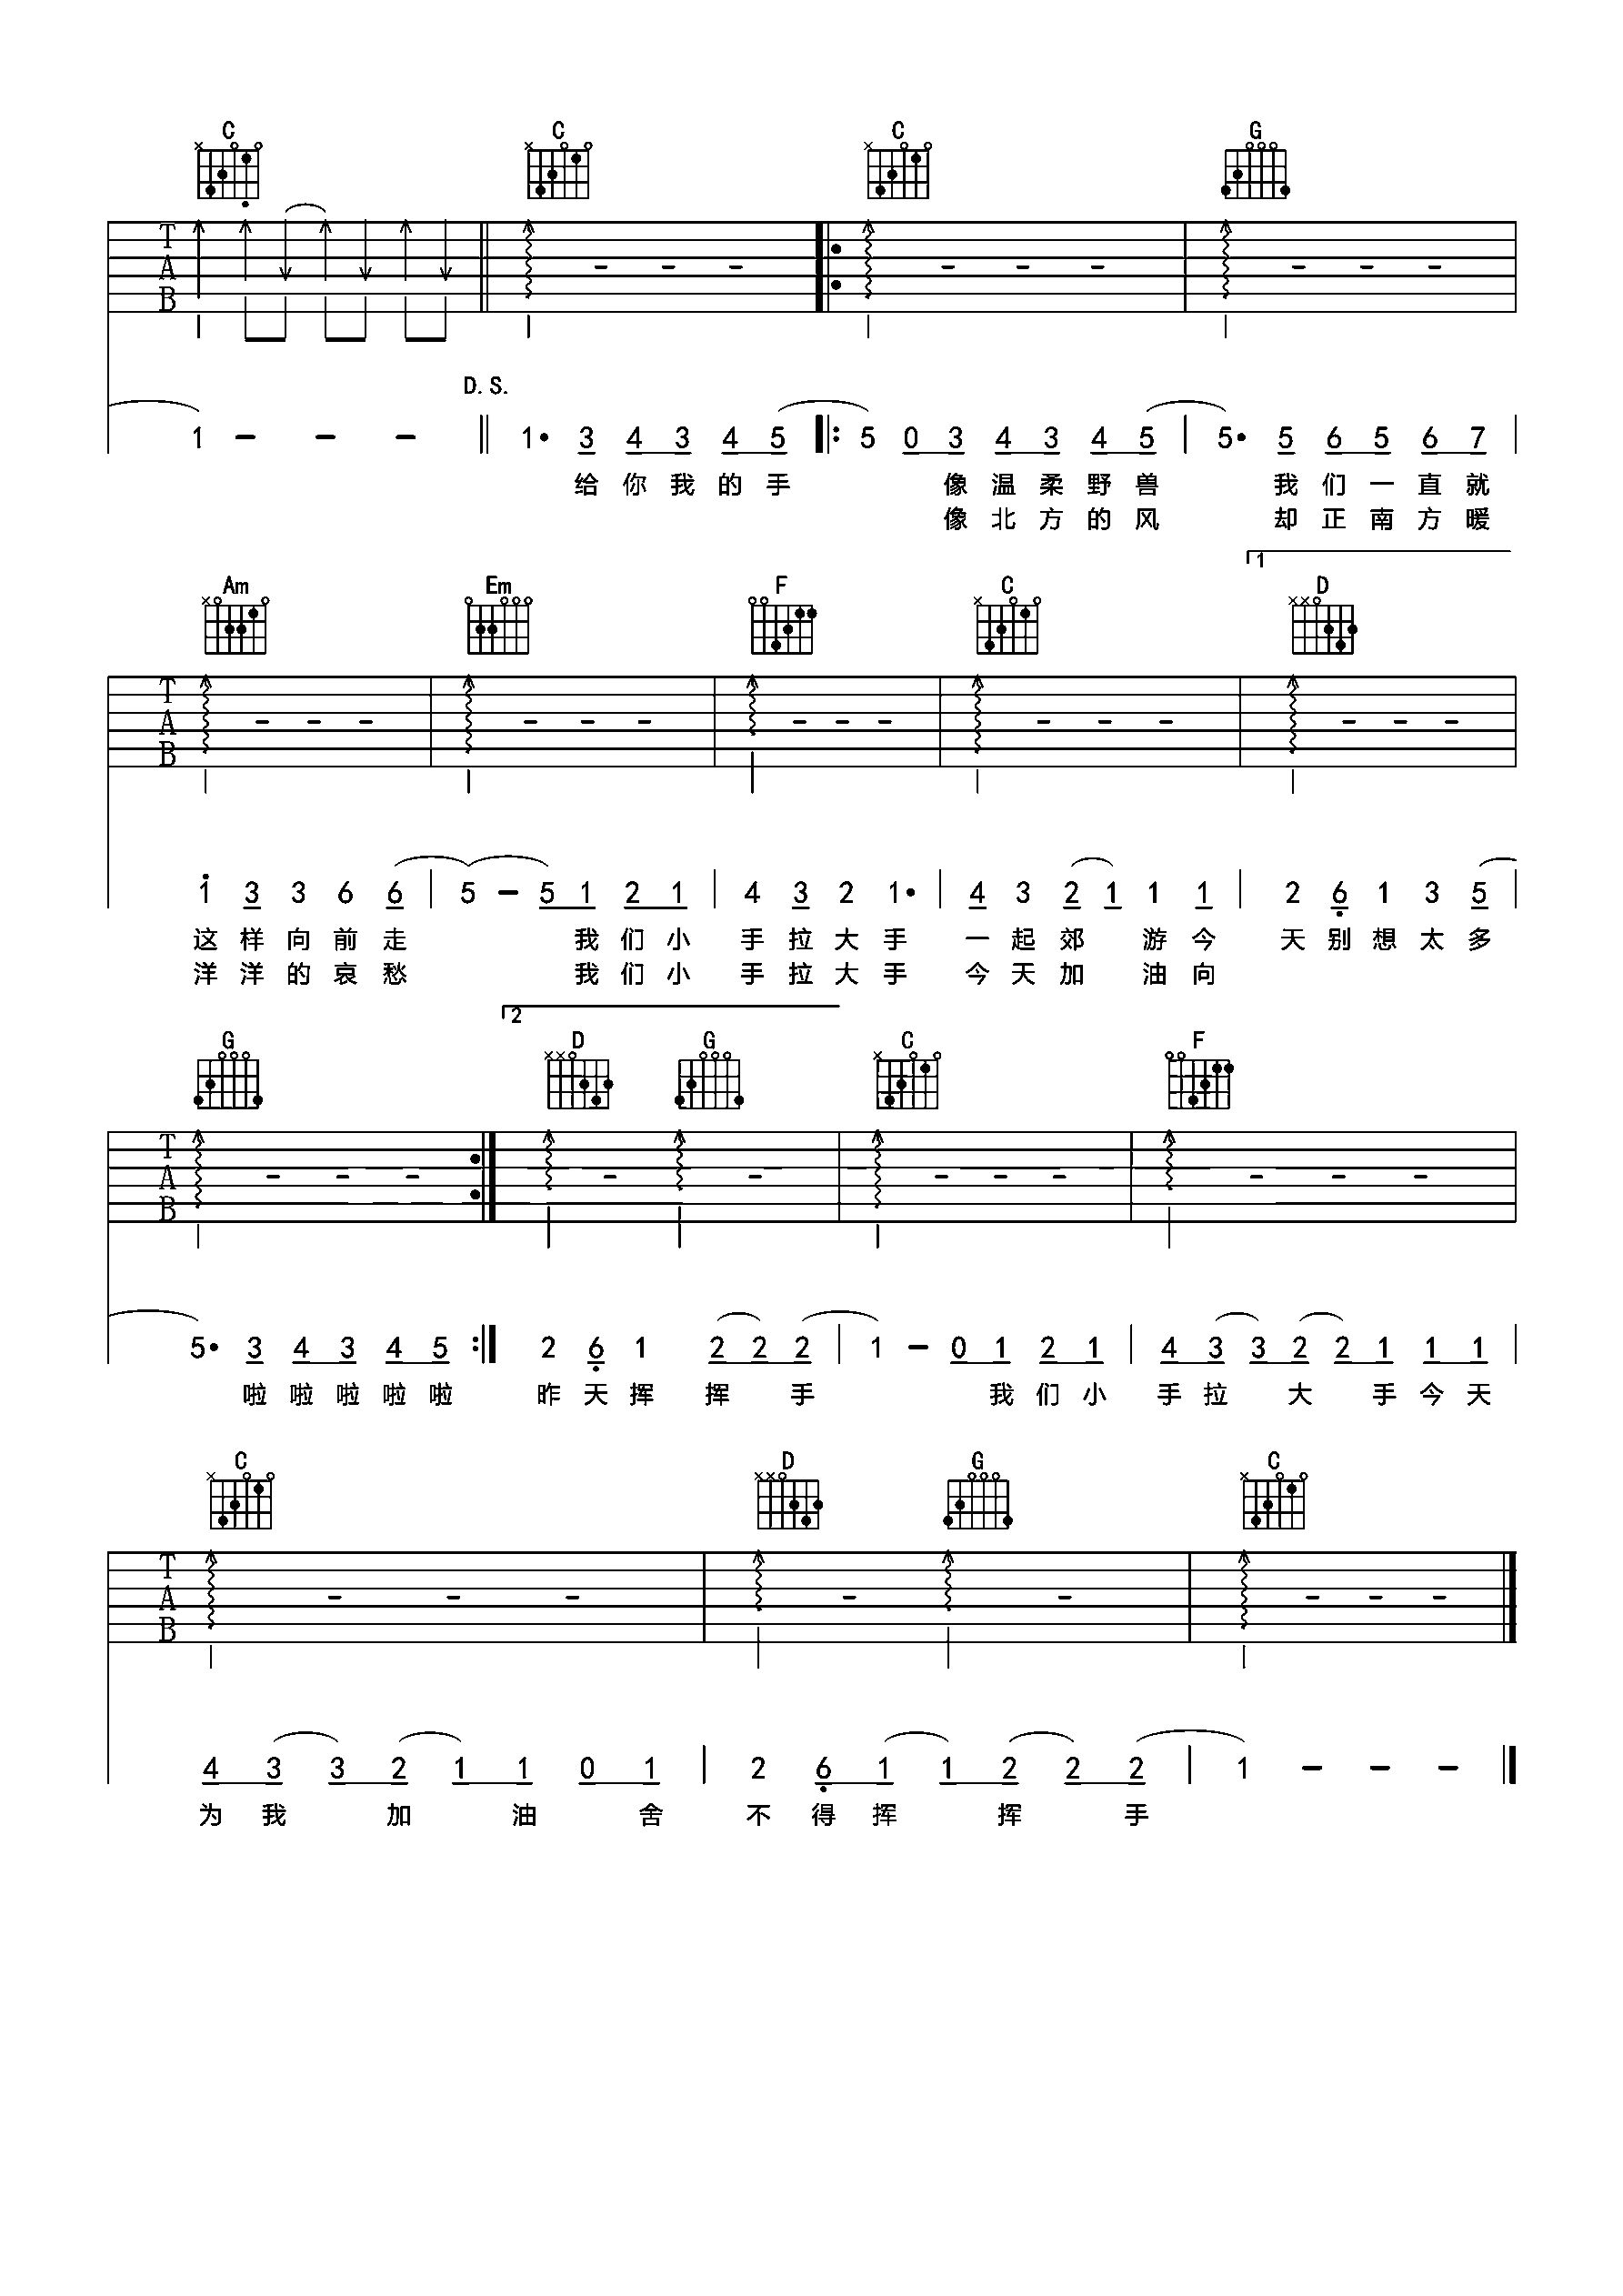 C C C G
T
A
B
D.S.
1 - - - ‖ 1· 3 4 3 4 5 ‖: 5 0 3 4 3 4 5 | 5· 5 6 5 6 7 |
给 你 我 的 手 像 温 柔 野 兽 我 们 一 直 就
像 北 方 的 风 却 正 南 方 暖
1
Am Em F C D
T
A
B
1 3 3 6 6 | 5 - 5 1 2 1 | 4 3 2 1· | 4 3 2 1 1 1 | 2 6 1 3 5 |
这 样 向 前 走 我 们 小 手 拉 大 手 一 起 郊 游 今 天 别 想 太 多
洋 洋 的 哀 愁 我 们 小 手 拉 大 手 今 天 加 油 向
2
G D G C F
T
A
B
5· 3 4 3 4 5 :‖ 2 6 1 2 2 2 | 1 - 0 1 2 1 | 4 3 3 2 2 1 1 1 |
啦 啦 啦 啦 啦 昨 天 挥 挥 手 我 们 小 手 拉 大 手 今 天
C D G C
T
A
B
4 3 3 2 1 1 0 1 | 2 6 1 1 2 2 2 | 1 - - - ‖
为 我 加 油 舍 不 得 挥 挥 手